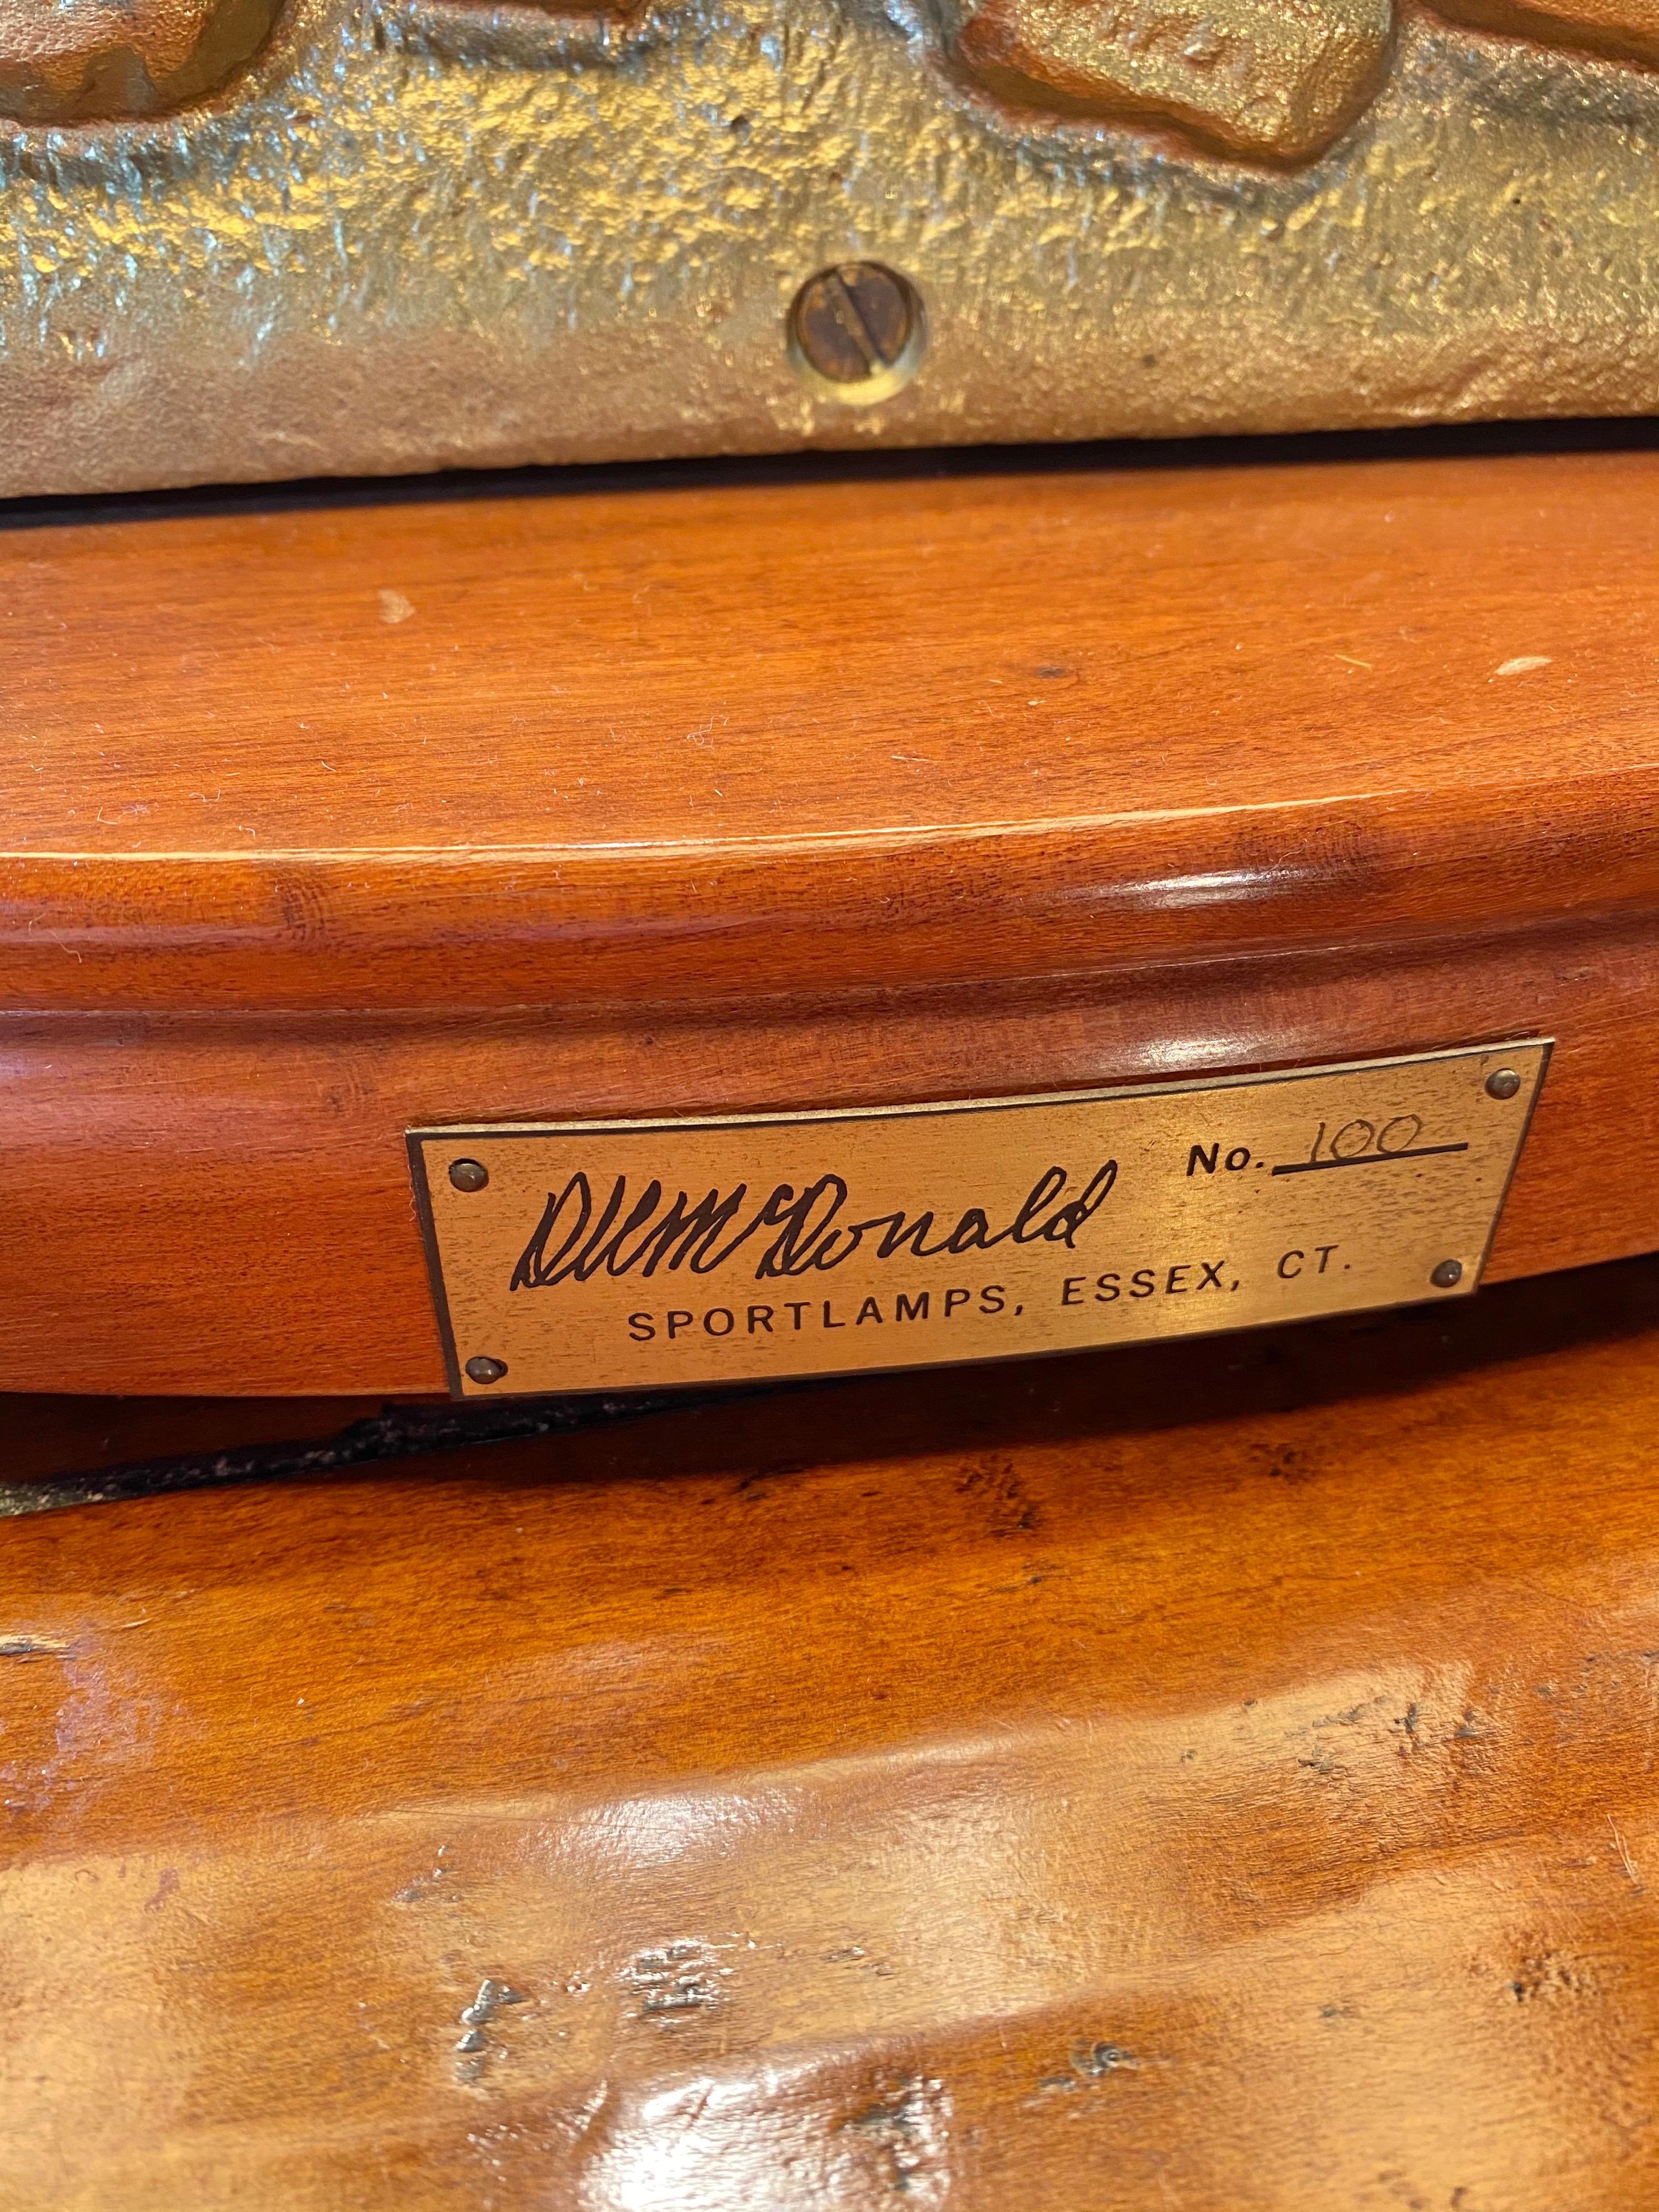 No. 100
DWMcDonald
SPORTLAMPS, ESSEX, CT.